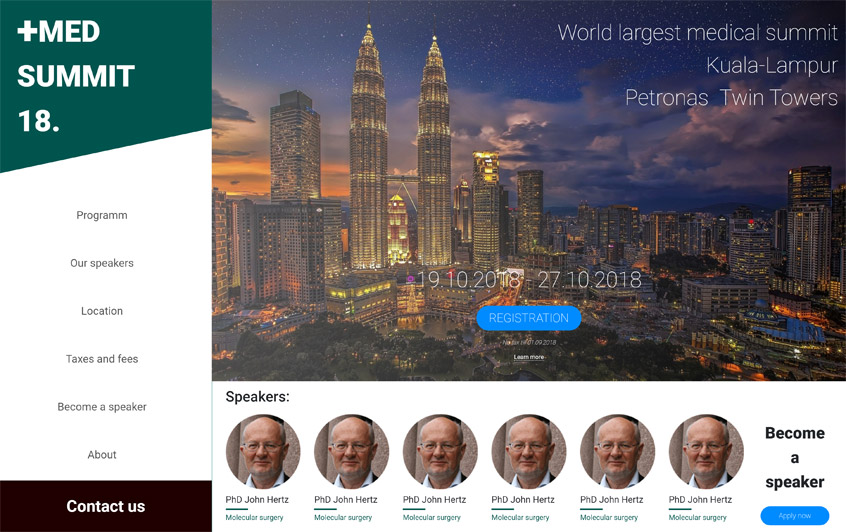 +MED
SUMMIT
18.
Programm
Our speakers
Location
Taxes and fees
Become a speaker
About
Contact us
World largest medical summit
Kuala-Lampur
Petronas Twin Towers
19.10.2018 - 27.10.2018
REGISTRATION
01.09.2018
Learn more
Speakers:
PhD John Hertz
Molecular surgery
PhD John Hertz
Molecular surgery
PhD John Hertz
Molecular surgery
PhD John Hertz
Molecular surgery
PhD John Hertz
Molecular surgery
PhD John Hertz
Molecular surgery
Become
a
speaker
Apply now